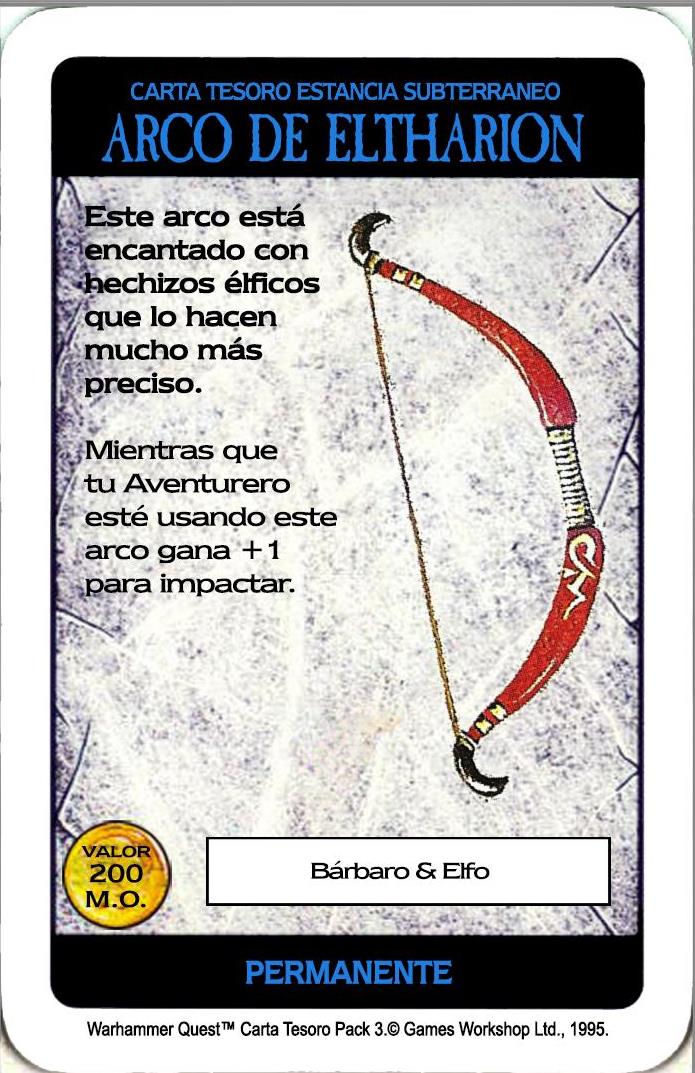 CARTA TESORO ESTANCIA SUBTERRANEO
ARCO DE ELTHARION
Este arco está
encantado con
hechizos élficos
que lo hacen
mucho más
preciso.
Mientras que
tu Aventurero
esté usando este
arco gana +1
para impactar.
VALOR
200
M.O.
Bárbaro & Elfo
PERMANENTE
Warhammer Quest™ Carta Tesoro Pack 3.© Games Workshop Ltd., 1995.